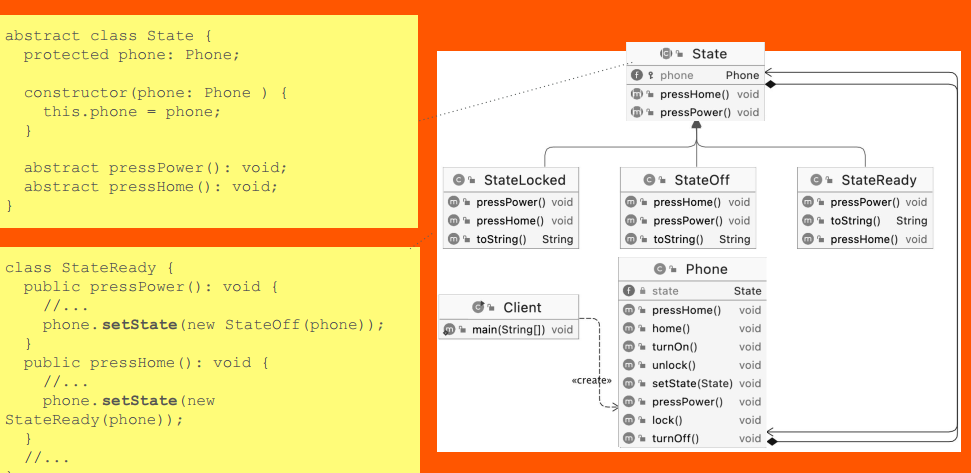 abstract class State {
protected phone: Phone;
constructor(phone: Phone ) {
this.phone = phone;
}
abstract pressPower(): void;
abstract pressHome(): void;
}
class StateReady {
public pressPower(): void {
//...
phone.setState(new StateOff(phone));
}
public pressHome(): void {
//...
phone.setState(new
StateReady(phone));
}
//...
State
phone Phone
pressHome() void
pressPower() void
StateLocked
pressPower() void
pressHome() void
toString() String
StateOff
pressHome() void
pressPower() void
toString() String
StateReady
pressPower() void
toString() String
pressHome() void
Client
main(String[]) void
«create»
Phone
state State
pressHome() void
home() void
turnOn() void
unlock() void
setState(State) void
pressPower() void
lock() void
turnOff() void